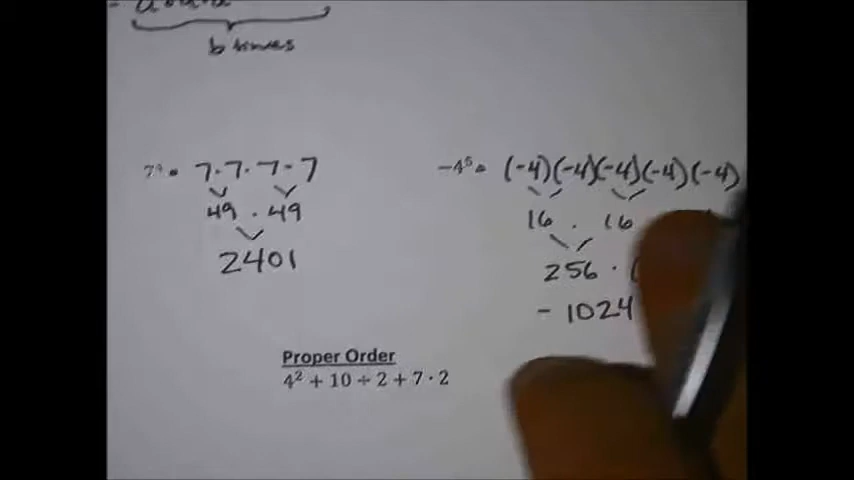 b times
7⁴ = 7·7·7·7
49 · 49
2401
-4⁵ = (-4)(-4)(-4)(-4)(-4)
16 · 16
256 · (
- 1024
Proper Order
4² + 10 ÷ 2 + 7 · 2